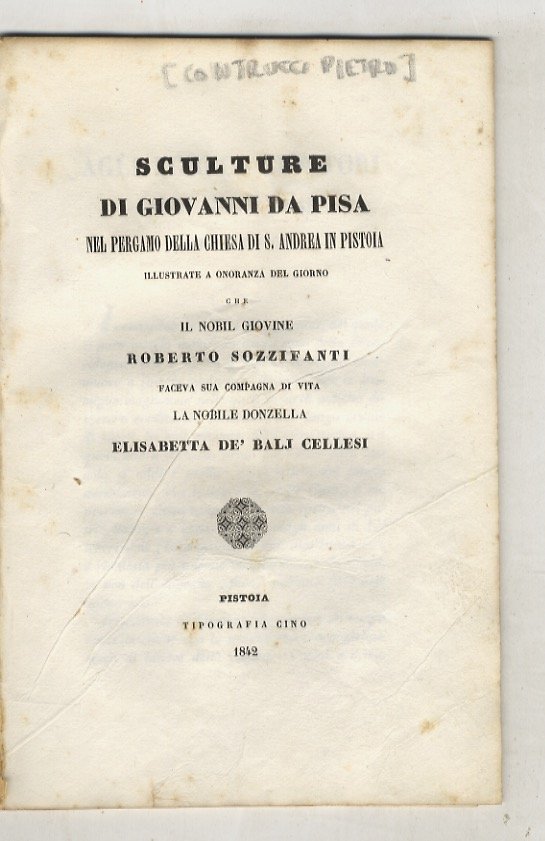 [CONTRUCCI PIETRO]
SCULTURE
DI GIOVANNI DA PISA
NEL PERGAMO DELLA CHIESA DI S. ANDREA IN PISTOIA
ILLUSTRATE A ONORANZA DEL GIORNO
CHE
IL NOBIL GIOVINE
ROBERTO SOZZIFANTI
FACEVA SUA COMPAGNA DI VITA
LA NOBILE DONZELLA
ELISABETTA DE' BALJ CELLESI
PISTOIA
TIPOGRAFIA CINO
1842